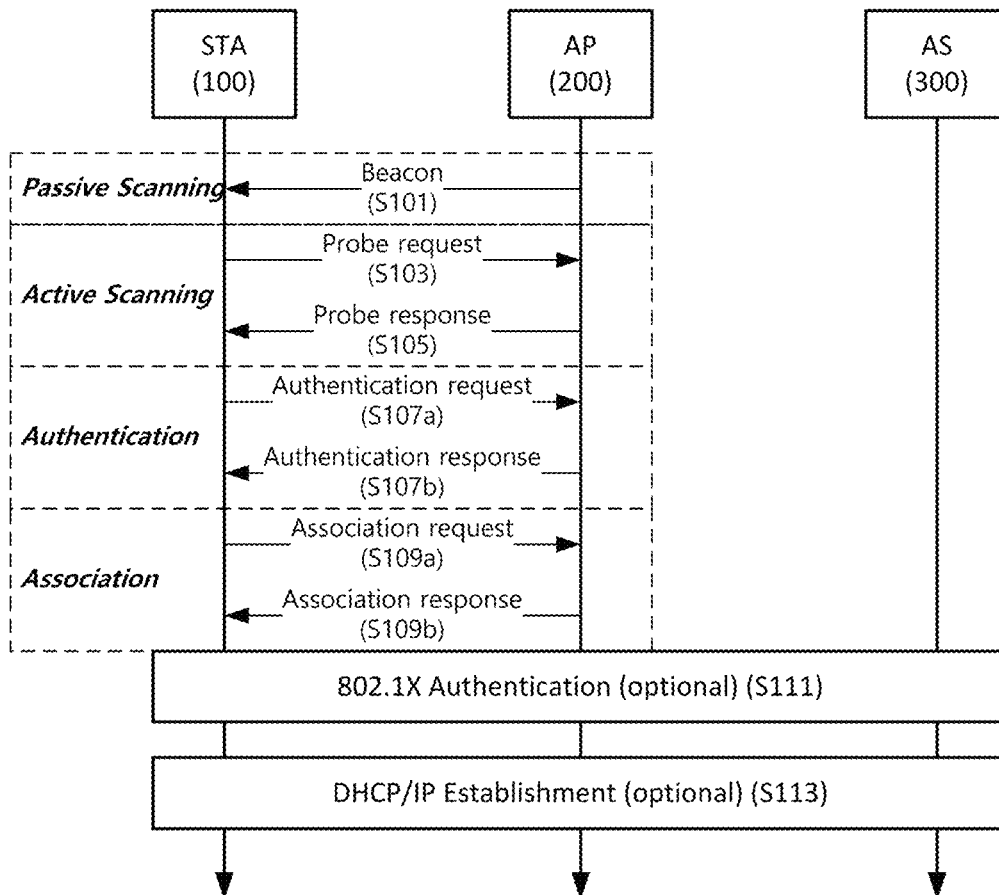 STA
(100)
AP
(200)
AS
(300)
Passive Scanning
Beacon
(S101)
Active Scanning
Probe request
(S103)
Probe response
(S105)
Authentication
Authentication request
(S107a)
Authentication response
(S107b)
Association
Association request
(S109a)
Association response
(S109b)
802.1X Authentication (optional) (S111)
DHCP/IP Establishment (optional) (S113)